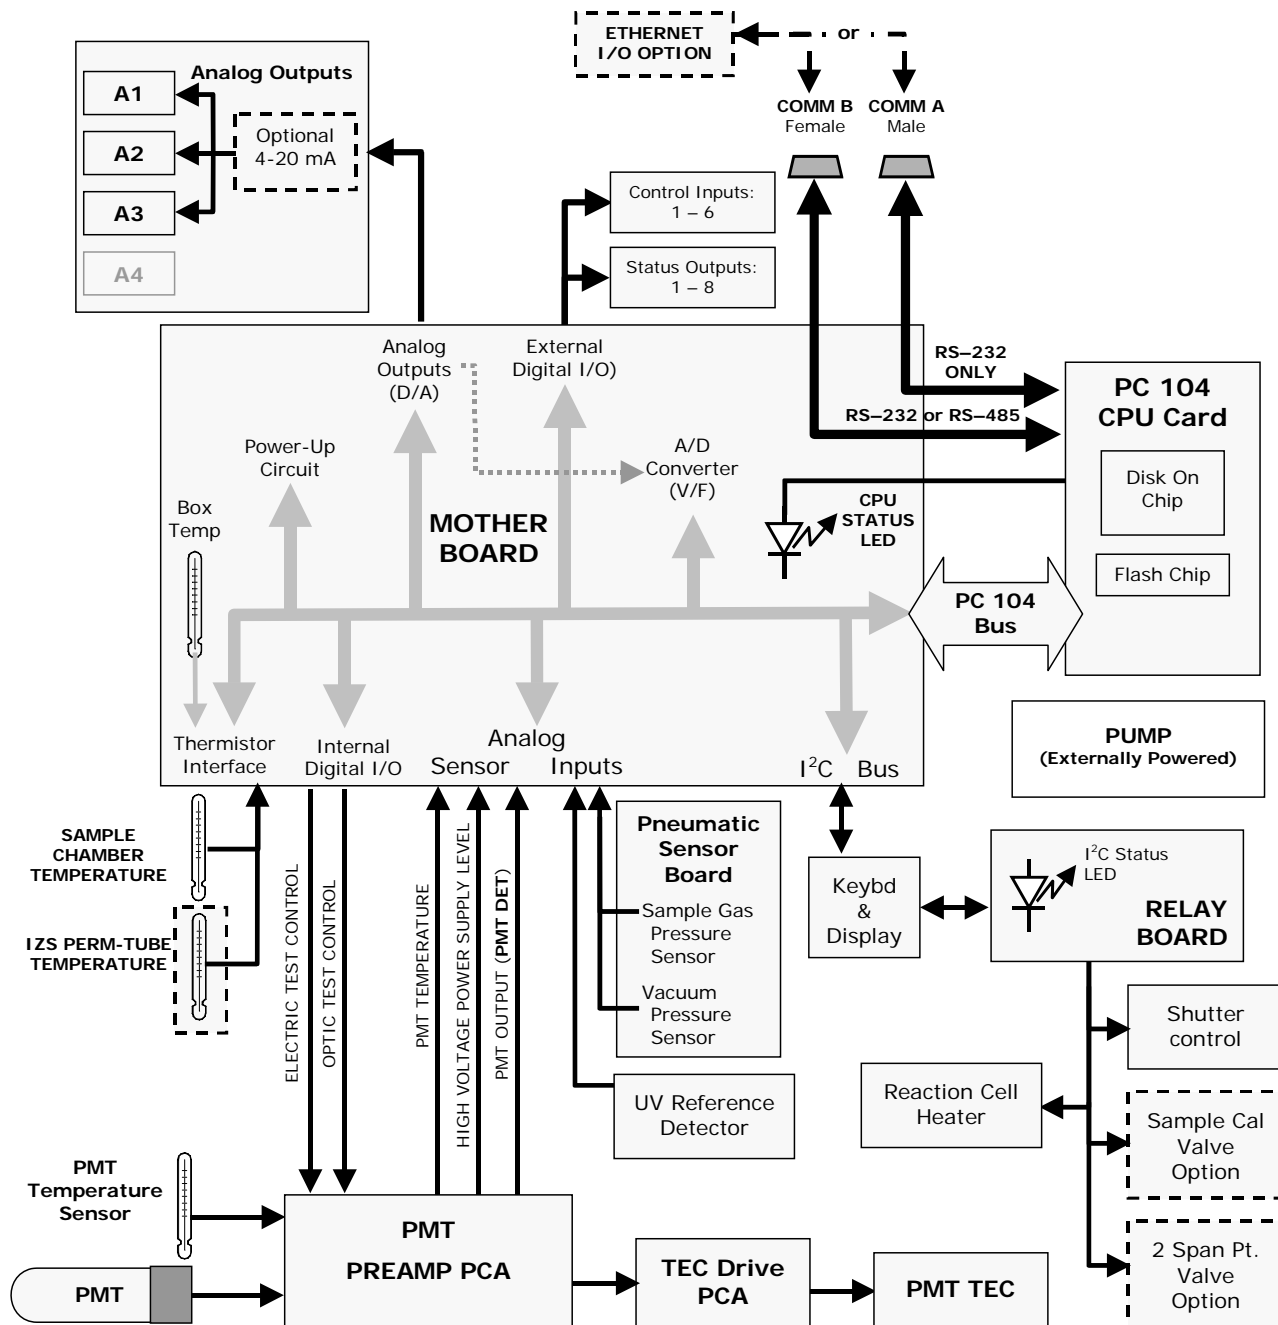 ETHERNET
I/O OPTION
or
COMM B
Female
COMM A
Male
Analog Outputs
A1
A2
A3
A4
Optional
4-20 mA
Control Inputs:
1 – 6
Status Outputs:
1 – 8
Analog
Outputs
(D/A)
External
Digital I/O)
RS–232
ONLY
RS–232 or RS–485
PC 104
CPU Card
Disk On
Chip
Flash Chip
Power-Up
Circuit
A/D
Converter
(V/F)
Box
Temp
MOTHER
BOARD
CPU
STATUS
LED
PC 104
Bus
Thermistor
Interface
Internal
Digital I/O
Analog
Sensor Inputs
I²C Bus
PUMP
(Externally Powered)
SAMPLE
CHAMBER
TEMPERATURE
IZS PERM-TUBE
TEMPERATURE
ELECTRIC TEST CONTROL
OPTIC TEST CONTROL
PMT TEMPERATURE
HIGH VOLTAGE POWER SUPPLY LEVEL
PMT OUTPUT (PMT DET)
Pneumatic
Sensor
Board
Sample Gas
Pressure
Sensor
Vacuum
Pressure
Sensor
UV Reference
Detector
Keybd
&
Display
I²C Status
LED
RELAY
BOARD
Shutter
control
Reaction Cell
Heater
Sample Cal
Valve
Option
2 Span Pt.
Valve
Option
PMT
Temperature
Sensor
PMT
PMT
PREAMP PCA
TEC Drive
PCA
PMT TEC